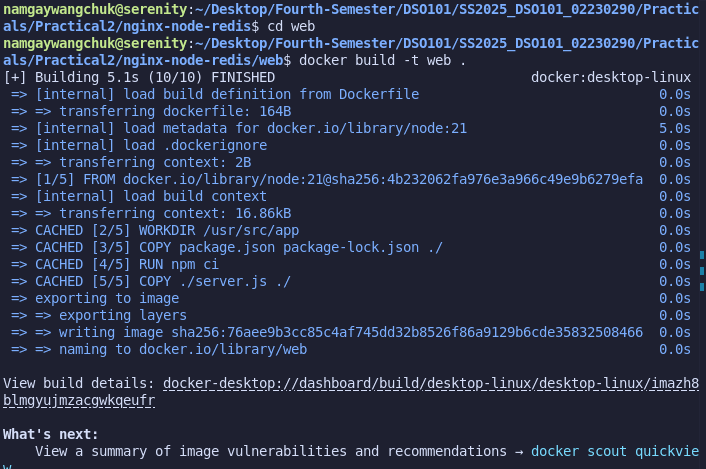 namgaywangchuk@serenity:~/Desktop/Fourth-Semester/DSO101/SS2025_DSO101_02230290/Practic
als/Practical2/nginx-node-redis$ cd web
namgaywangchuk@serenity:~/Desktop/Fourth-Semester/DSO101/SS2025_DSO101_02230290/Practic
als/Practical2/nginx-node-redis/web$ docker build -t web .
[+] Building 5.1s (10/10) FINISHED docker:desktop-linux
=> [internal] load build definition from Dockerfile 0.0s
=> => transferring dockerfile: 164B 0.0s
=> [internal] load metadata for docker.io/library/node:21 5.0s
=> [internal] load .dockerignore 0.0s
=> => transferring context: 2B 0.0s
=> [1/5] FROM docker.io/library/node:21@sha256:4b232062fa976e3a966c49e9b6279efa 0.0s
=> [internal] load build context 0.0s
=> => transferring context: 16.86kB 0.0s
=> CACHED [2/5] WORKDIR /usr/src/app 0.0s
=> CACHED [3/5] COPY package.json package-lock.json ./ 0.0s
=> CACHED [4/5] RUN npm ci 0.0s
=> CACHED [5/5] COPY ./server.js ./ 0.0s
=> exporting to image 0.0s
=> => exporting layers 0.0s
=> => writing image sha256:76aee9b3cc85c4af745dd32b8526f86a9129b6cde35832508466 0.0s
=> => naming to docker.io/library/web 0.0s
View build details: docker-desktop://dashboard/build/desktop-linux/desktop-linux/imazh8
blmgyujmzacgwkqeufr
What's next:
View a summary of image vulnerabilities and recommendations → docker scout quickvie
w